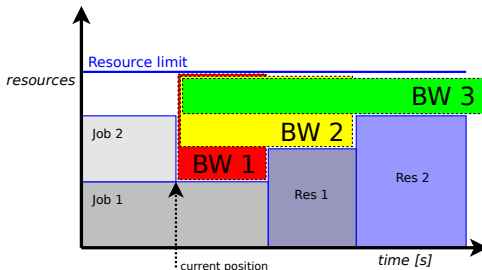 Resource limit
resources
BW 3
Job 2
BW 2
BW 1
Res 2
Job 1
Res 1
time [s]
current position